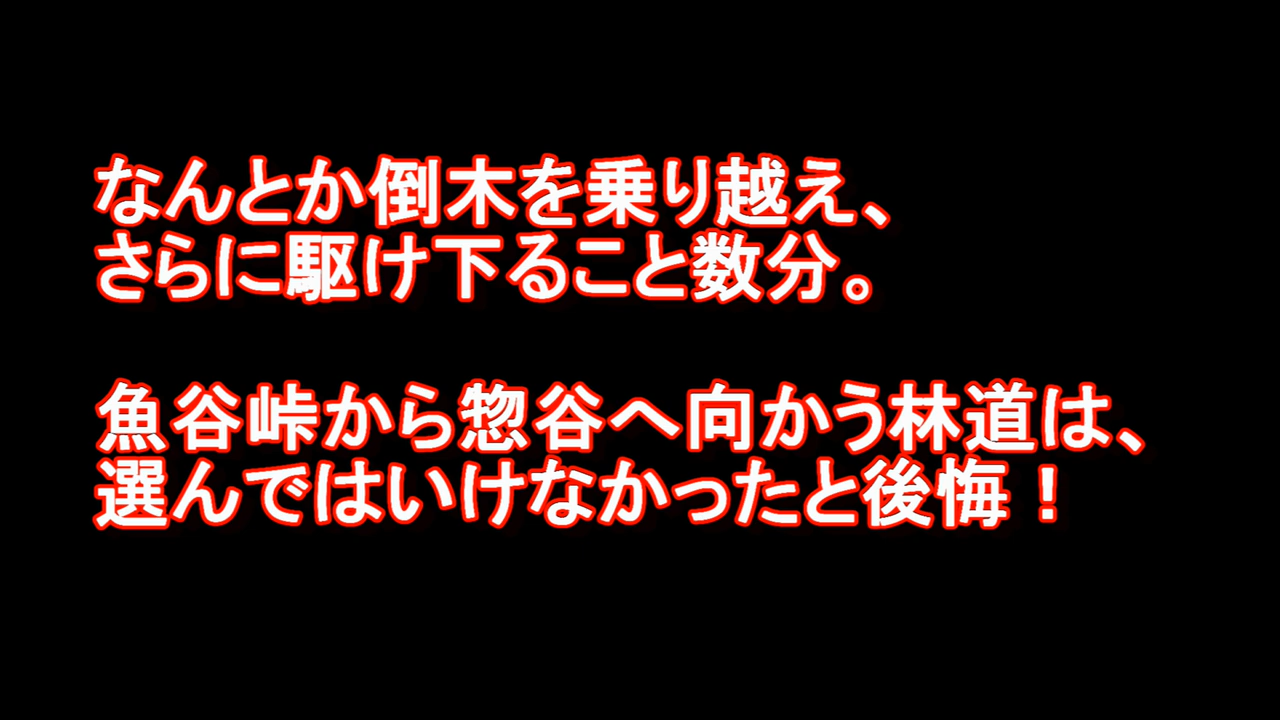 なんとか倒木を乗り越え、
さらに駆け下ること数分。
魚谷峠から惣谷へ向かう林道は、
選んではいけなかったと後悔！